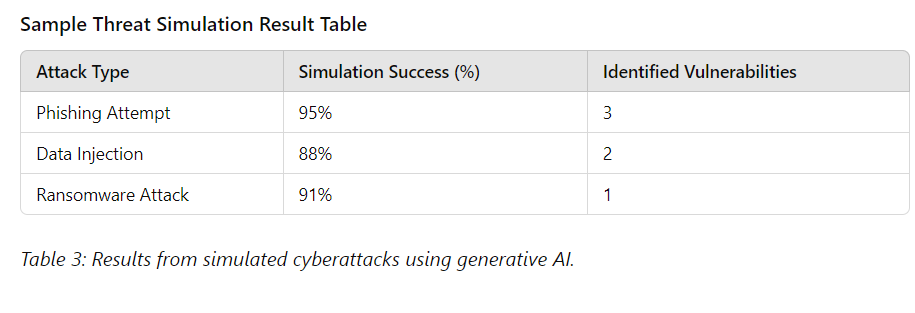 Sample Threat Simulation Result Table
Attack Type Simulation Success (%) Identified Vulnerabilities
Phishing Attempt 95% 3
Data Injection 88% 2
Ransomware Attack 91% 1
Table 3: Results from simulated cyberattacks using generative AI.